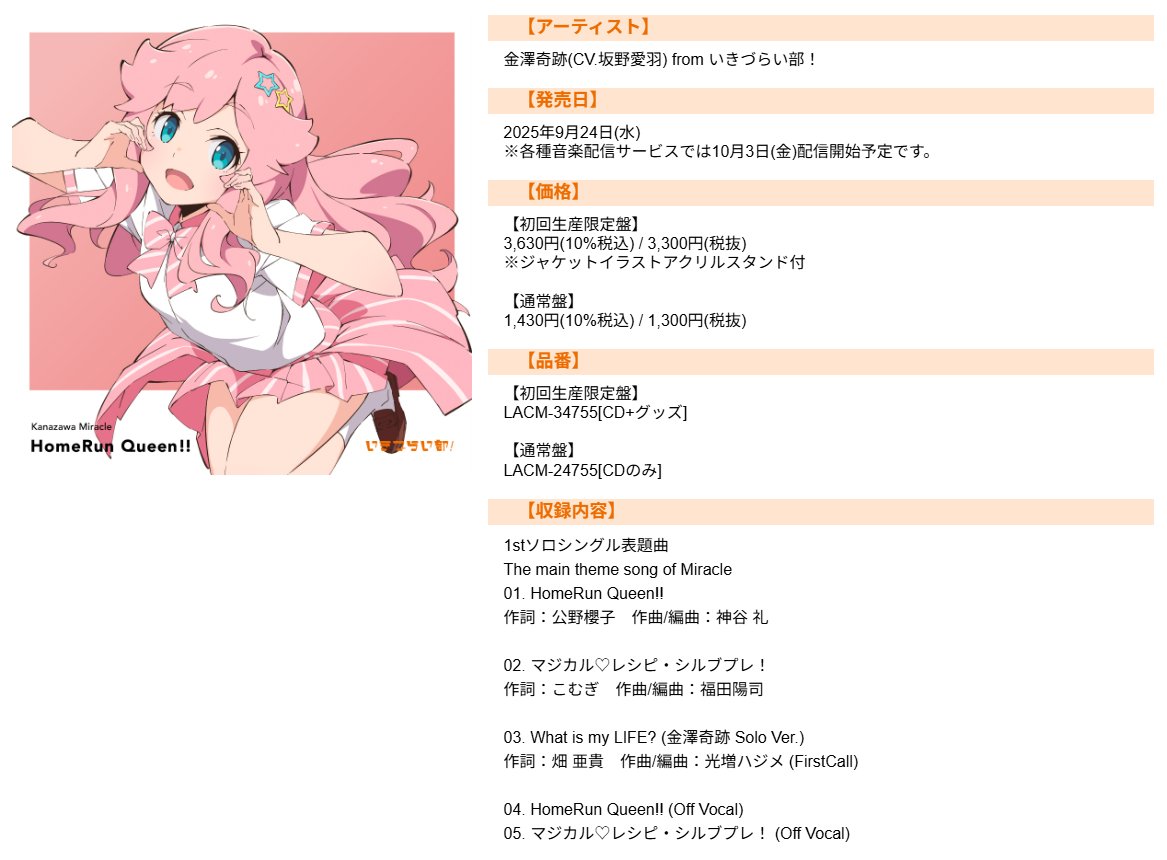 Kanazawa Miracle
HomeRun Queen!!
いきづらい部!
【アーティスト】
金澤奇跡(CV.坂野愛羽) from いきづらい部！
【発売日】
2025年9月24日(水)
※各種音楽配信サービスでは10月3日(金)配信開始予定です。
【価格】
【初回生産限定盤】
3,630円(10%税込) / 3,300円(税抜)
※ジャケットイラストアクリルスタンド付
【通常盤】
1,430円(10%税込) / 1,300円(税抜)
【品番】
【初回生産限定盤】
LACM-34755[CD+グッズ]
【通常盤】
LACM-24755[CDのみ]
【収録内容】
1stソロシングル表題曲
The main theme song of Miracle
01. HomeRun Queen!!
作詞：公野櫻子　作曲/編曲：神谷 礼
02. マジカル♡レシピ・シルブプレ！
作詞：こむぎ　作曲/編曲：福田陽司
03. What is my LIFE? (金澤奇跡 Solo Ver.)
作詞：畑 亜貴　作曲/編曲：光増ハジメ (FirstCall)
04. HomeRun Queen!! (Off Vocal)
05. マジカル♡レシピ・シルブプレ！ (Off Vocal)